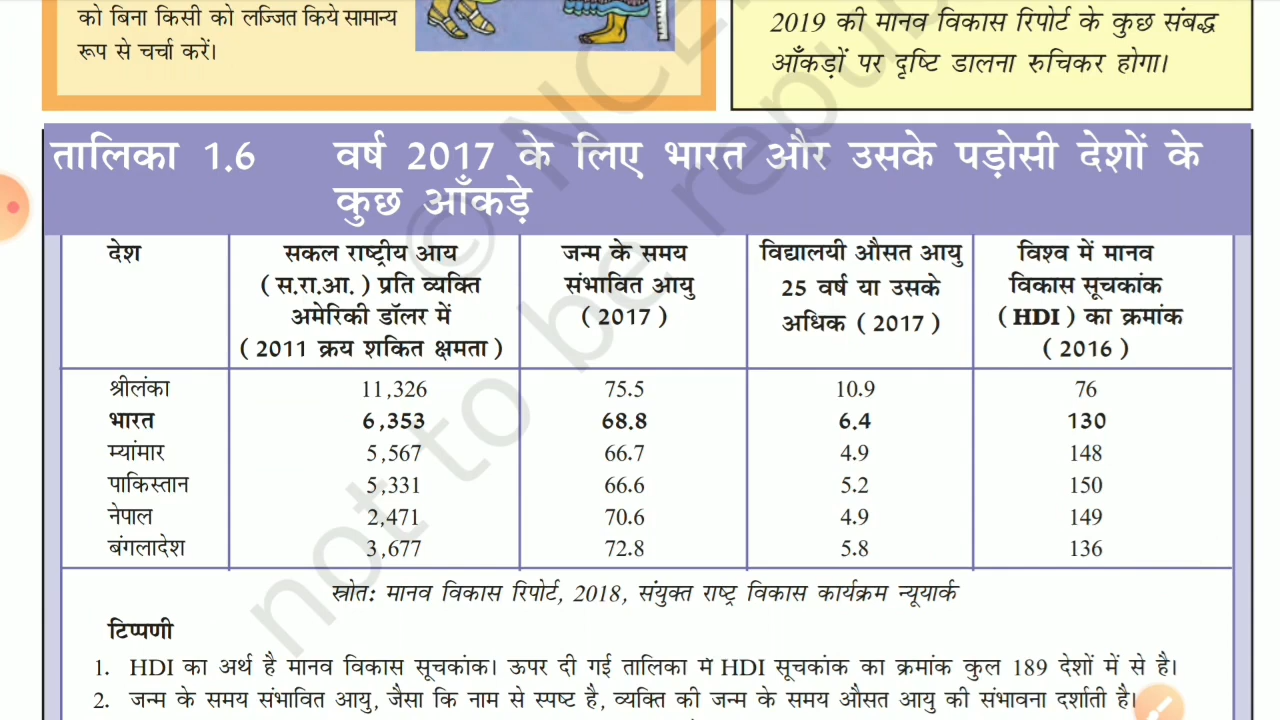 को बिना किसी को लज्जित किये सामान्य
रूप से चर्चा करें।
2019 की मानव विकास रिपोर्ट के कुछ संबद्ध
आँकड़ों पर दृष्टि डालना रुचिकर होगा।
तालिका 1.6 वर्ष 2017 के लिए भारत और उसके पड़ोसी देशों के
कुछ आँकड़े
देश सकल राष्ट्रीय आय जन्म के समय विद्यालयी औसत आयु विश्व में मानव
( स.रा.आ. ) प्रति व्यक्ति संभावित आयु 25 वर्ष या उसके विकास सूचकांक
अमेरिकी डॉलर में ( 2017 ) अधिक ( 2017 ) ( HDI ) का क्रमांक
( 2011 क्रय शकित क्षमता ) ( 2016 )
श्रीलंका 11,326 75.5 10.9 76
भारत 6,353 68.8 6.4 130
म्यांमार 5,567 66.7 4.9 148
पाकिस्तान 5,331 66.6 5.2 150
नेपाल 2,471 70.6 4.9 149
बंगलादेश 3,677 72.8 5.8 136
स्रोत: मानव विकास रिपोर्ट, 2018, संयुक्त राष्ट्र विकास कार्यक्रम न्यूयार्क
टिप्पणी
1. HDI का अर्थ है मानव विकास सूचकांक। ऊपर दी गई तालिका में HDI सूचकांक का क्रमांक कुल 189 देशों में से है।
2. जन्म के समय संभावित आयु, जैसा कि नाम से स्पष्ट है, व्यक्ति की जन्म के समय औसत आयु की संभावना दर्शाती है।
not to be repu
© NCE